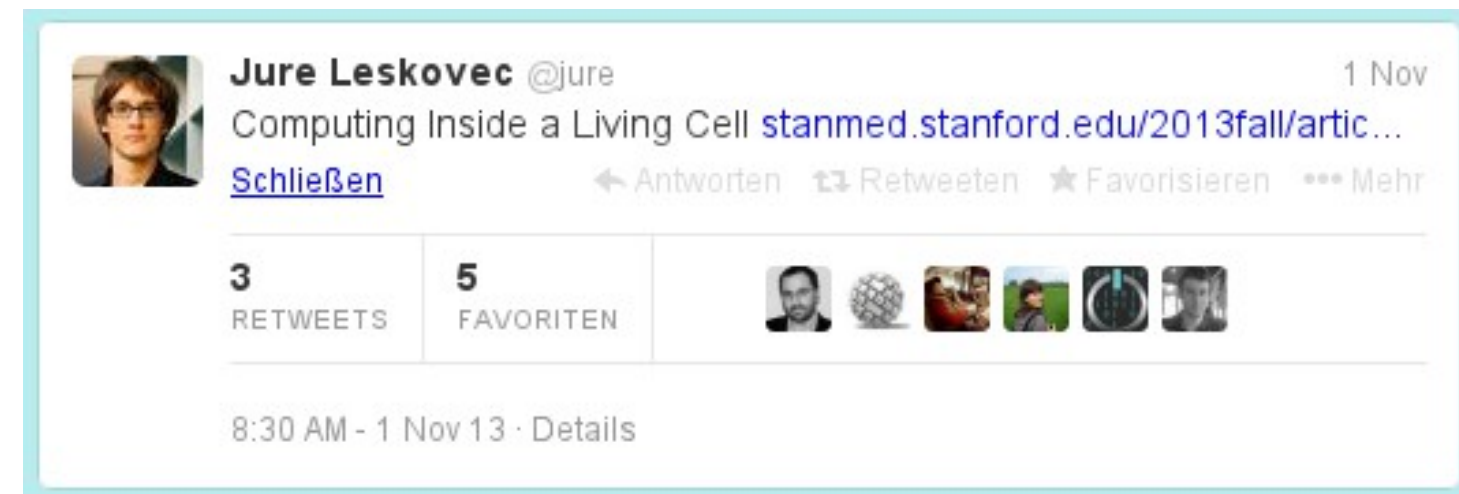 Jure Leskovec @jure 1 Nov
Computing Inside a Living Cell stanmed.stanford.edu/2013fall/artic...
Schließen Antworten Retweeten Favorisieren Mehr
3 5
RETWEETS FAVORITEN
8:30 AM - 1 Nov 13 · Details